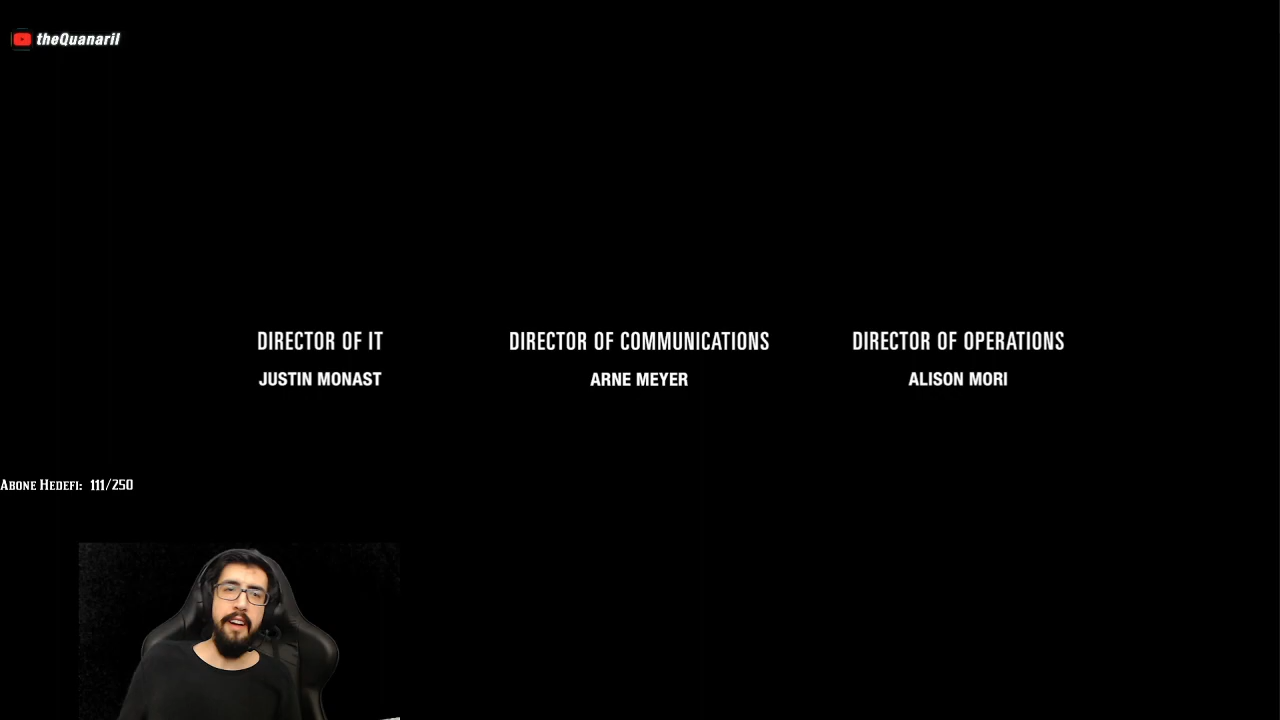 theQuanaril
DIRECTOR OF IT
JUSTIN MONAST
DIRECTOR OF COMMUNICATIONS
ARNE MEYER
DIRECTOR OF OPERATIONS
ALISON MORI
ABONE HEDEFI: 111/250